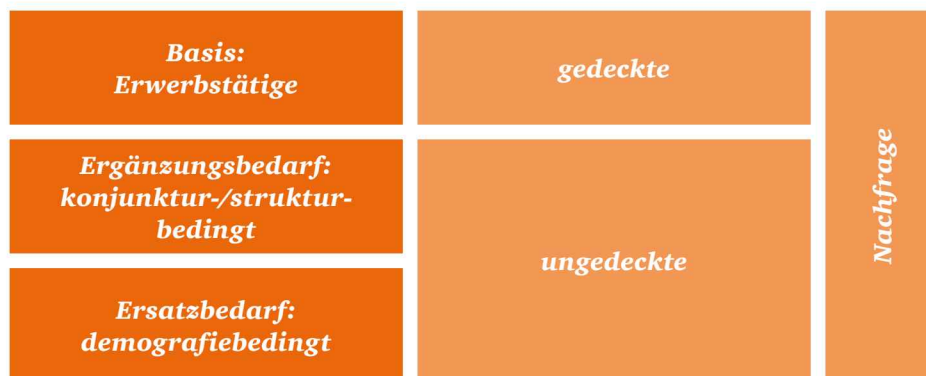 Basis:
Erwerbstätige
gedeckte
Ergänzungsbedarf:
konjunktur-/struktur-
bedingt
ungedeckte
Ersatzbedarf:
demografiebedingt
Nachfrage